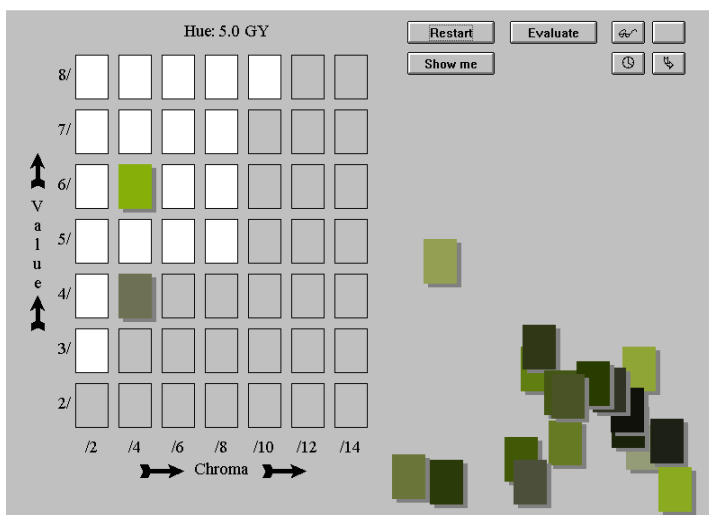 Hue: 5.0 GY
Restart
Evaluate
Show me
8/
7/
6/
5/
4/
3/
2/
Value
/2 /4 /6 /8 /10 /12 /14
Chroma